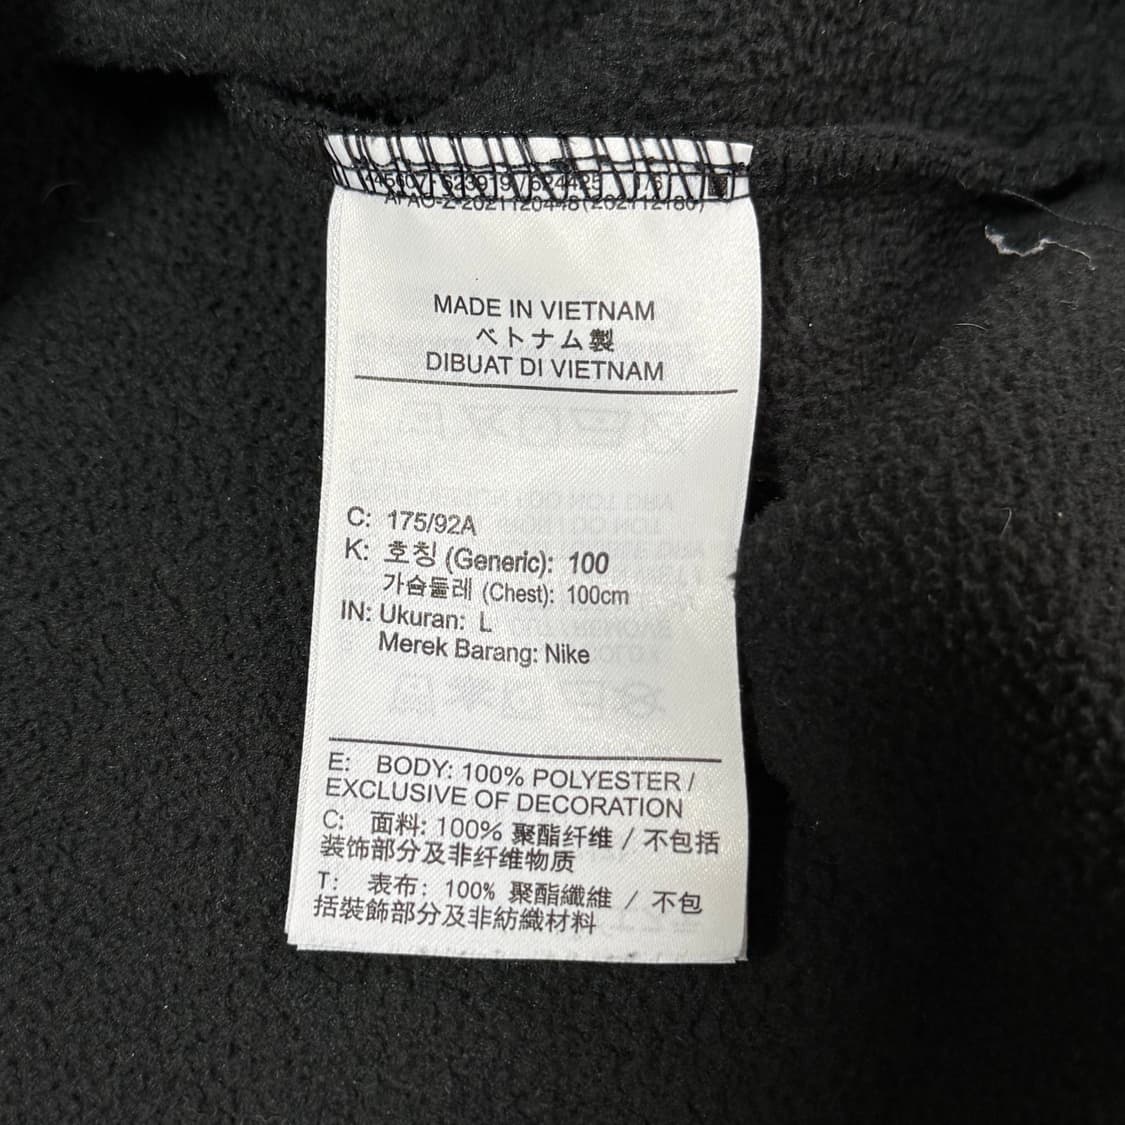 MADE IN VIETNAM
ベトナム製
DIBUAT DI VIETNAM
C: 175/92A
K: 호칭 (Generic): 100
가슴둘레 (Chest): 100cm
IN: Ukuran: L
Merek Barang: Nike
E: BODY: 100% POLYESTER /
EXCLUSIVE OF DECORATION
C: 面料: 100% 聚酯纤维 / 不包括
装饰部分及非纤维物质
T: 表布: 100% 聚酯纖維 / 不包
括裝飾部分及非紡織材料